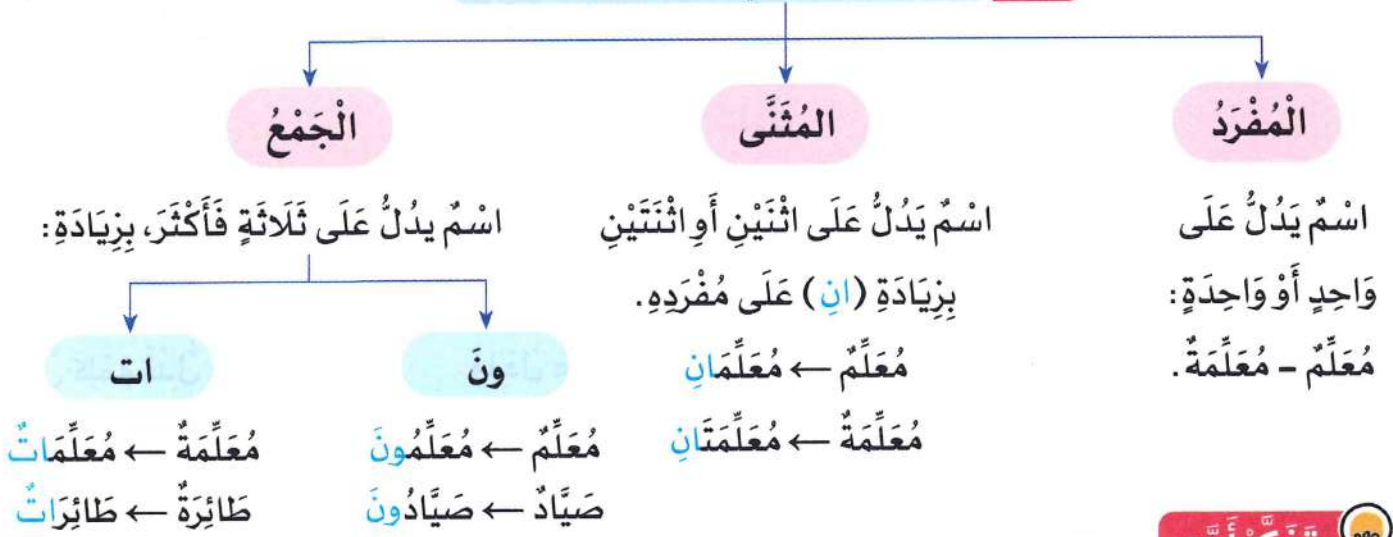 الْمُفْرَدُ
اسْمٌ يَدُلُّ عَلَى
وَاحِدٍ أَوْ وَاحِدَةٍ:
مُعَلِّمٌ - مُعَلِّمَةٌ.
المُثَنَّى
اسْمٌ يَدُلُّ عَلَى اثْنَيْنِ أَوِ اثْنَتَيْنِ
بِزِيَادَةِ (انِ) عَلَى مُفْرَدِهِ.
مُعَلِّمٌ ← مُعَلِّمَانِ
مُعَلِّمَةٌ ← مُعَلِّمَتَانِ
الْجَمْعُ
اسْمٌ يدُلُّ عَلَى ثَلَاثَةٍ فَأَكْثَرَ، بِزِيَادَةِ:
ونَ
مُعَلِّمٌ ← مُعَلِّمُونَ
صَيَّادٌ ← صَيَّادُونَ
ات
مُعَلِّمَةٌ ← مُعَلِّمَاتٌ
طَائِرَةٌ ← طَائِرَاتٌ